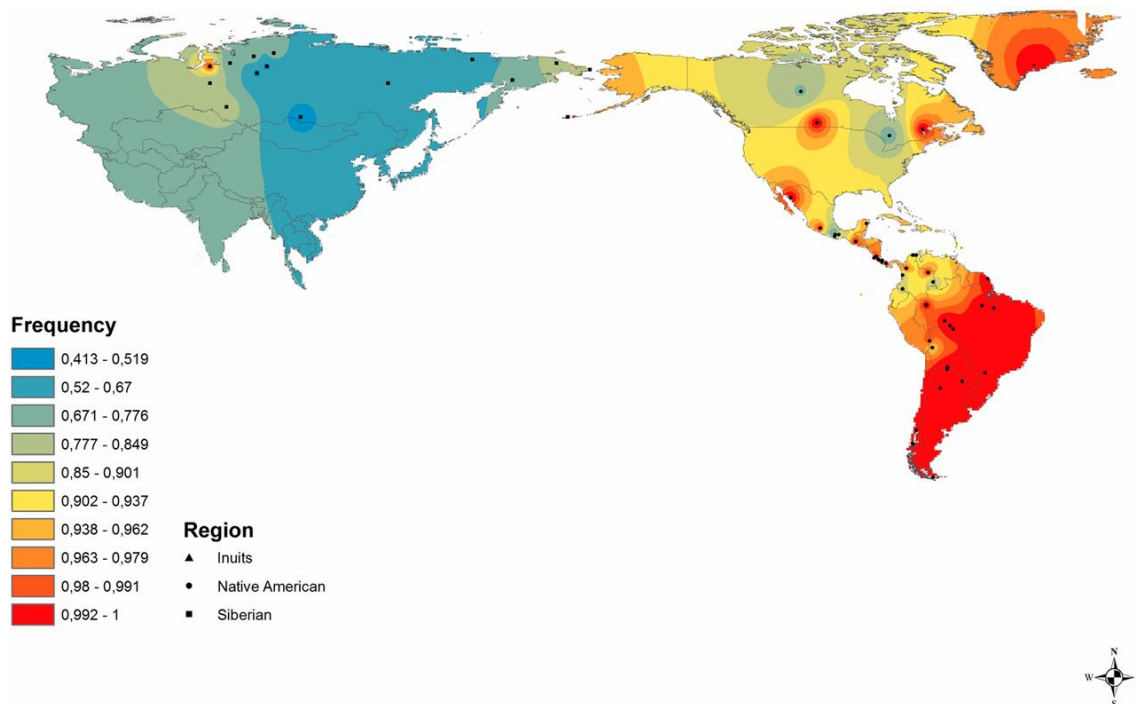 Frequency
0,413 - 0,519
0,52 - 0,67
0,671 - 0,776
0,777 - 0,849
0,85 - 0,901
0,902 - 0,937
0,938 - 0,962
0,963 - 0,979
0,98 - 0,991
0,992 - 1
Region
Inuits
Native American
Siberian
N
W E
S